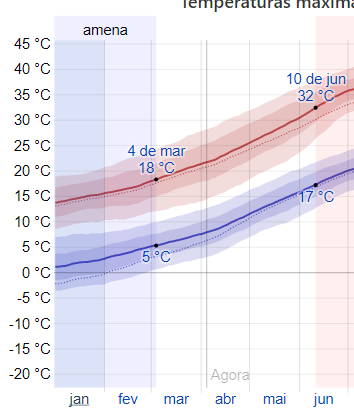 Temperaturas máxima
amena
45 °C
40 °C
35 °C
30 °C
25 °C
20 °C
15 °C
10 °C
5 °C
0 °C
-5 °C
-10 °C
-15 °C
-20 °C
10 de jun
32 °C
4 de mar
18 °C
17 °C
5 °C
Agora
jan fev mar abr mai jun